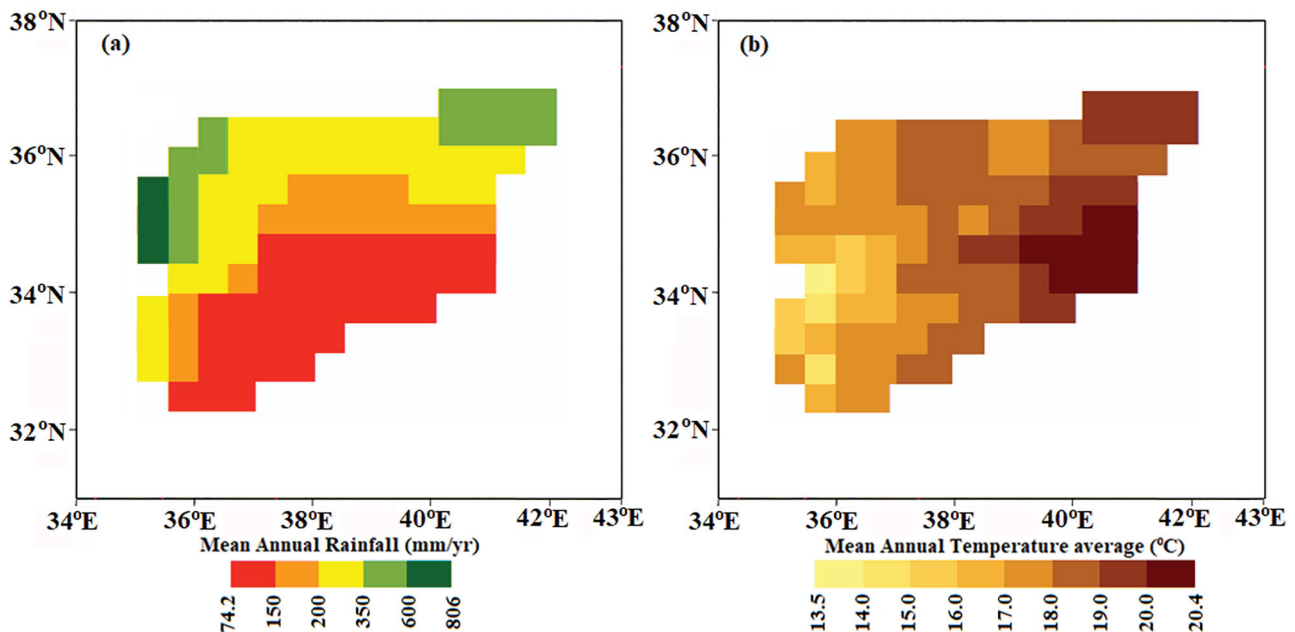 (a)
38°N
36°N
34°N
32°N
34°E 36°E 38°E 40°E 42°E 43°E
Mean Annual Rainfall (mm/yr)
74.2 150 200 350 600 806
(b)
38°N
36°N
34°N
32°N
34°E 36°E 38°E 40°E 42°E 43°E
Mean Annual Temperature average (°C)
13.5 14.0 15.0 16.0 17.0 18.0 19.0 20.0 20.4